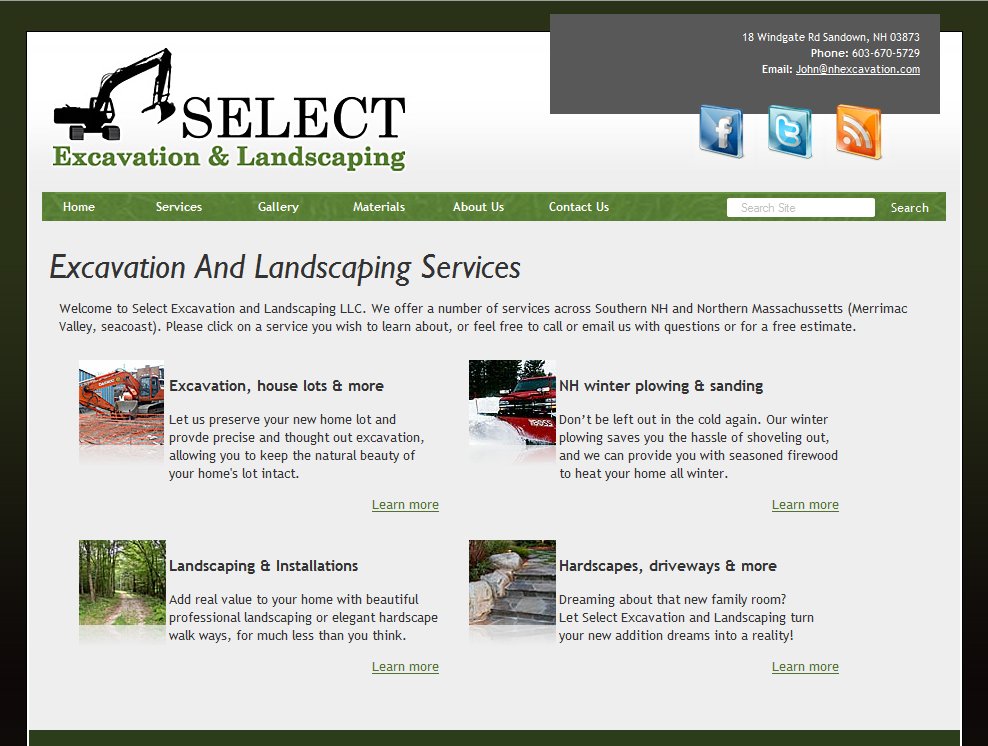 18 Windgate Rd Sandown, NH 03873
Phone: 603-670-5729
Email: John@nhexcavation.com
SELECT
Excavation & Landscaping
Home Services Gallery Materials About Us Contact Us Search Site Search
Excavation And Landscaping Services
Welcome to Select Excavation and Landscaping LLC. We offer a number of services across Southern NH and Northern Massachussetts (Merrimac
Valley, seacoast). Please click on a service you wish to learn about, or feel free to call or email us with questions or for a free estimate.
Excavation, house lots & more
Let us preserve your new home lot and
provde precise and thought out excavation,
allowing you to keep the natural beauty of
your home's lot intact.
Learn more
NH winter plowing & sanding
Don’t be left out in the cold again. Our winter
plowing saves you the hassle of shoveling out,
and we can provide you with seasoned firewood
to heat your home all winter.
Learn more
Landscaping & Installations
Add real value to your home with beautiful
professional landscaping or elegant hardscape
walk ways, for much less than you think.
Learn more
Hardscapes, driveways & more
Dreaming about that new family room?
Let Select Excavation and Landscaping turn
your new addition dreams into a reality!
Learn more